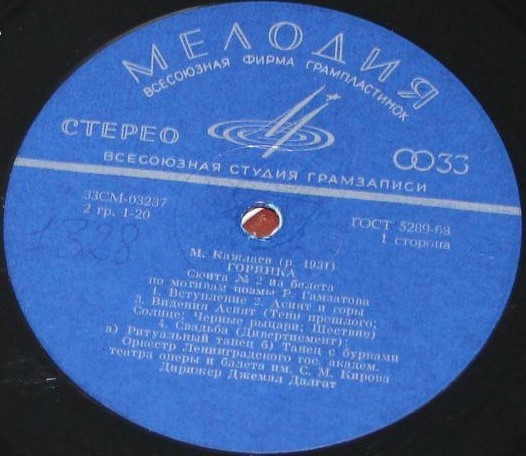 МЕЛОДИЯ
ВСЕСОЮЗНАЯ ФИРМА ГРАМПЛАСТИНОК
СТЕРЕО
33
ВСЕСОЮЗНАЯ СТУДИЯ ГРАМЗАПИСИ
33СМ-03237
2 гр. 1-20
ГОСТ 5289-68
1 сторона
1528
М. Кажлаев (р. 1931)
ГОРЯНКА
Сюита № 2 из балета
по мотивам поэмы Р. Гамзатова
1. Вступление 2. Асият и горы
3. Видения Асият (Тени прошлого;
Солнце; Черные рыцари; Шествие)
4. Свадьба (Дивертисмент):
а) Ритуальный танец б) Танец с бурками
Оркестр Ленинградского гос. академ.
театра оперы и балета им. С. М. Кирова
Дирижер Джемал Далгат